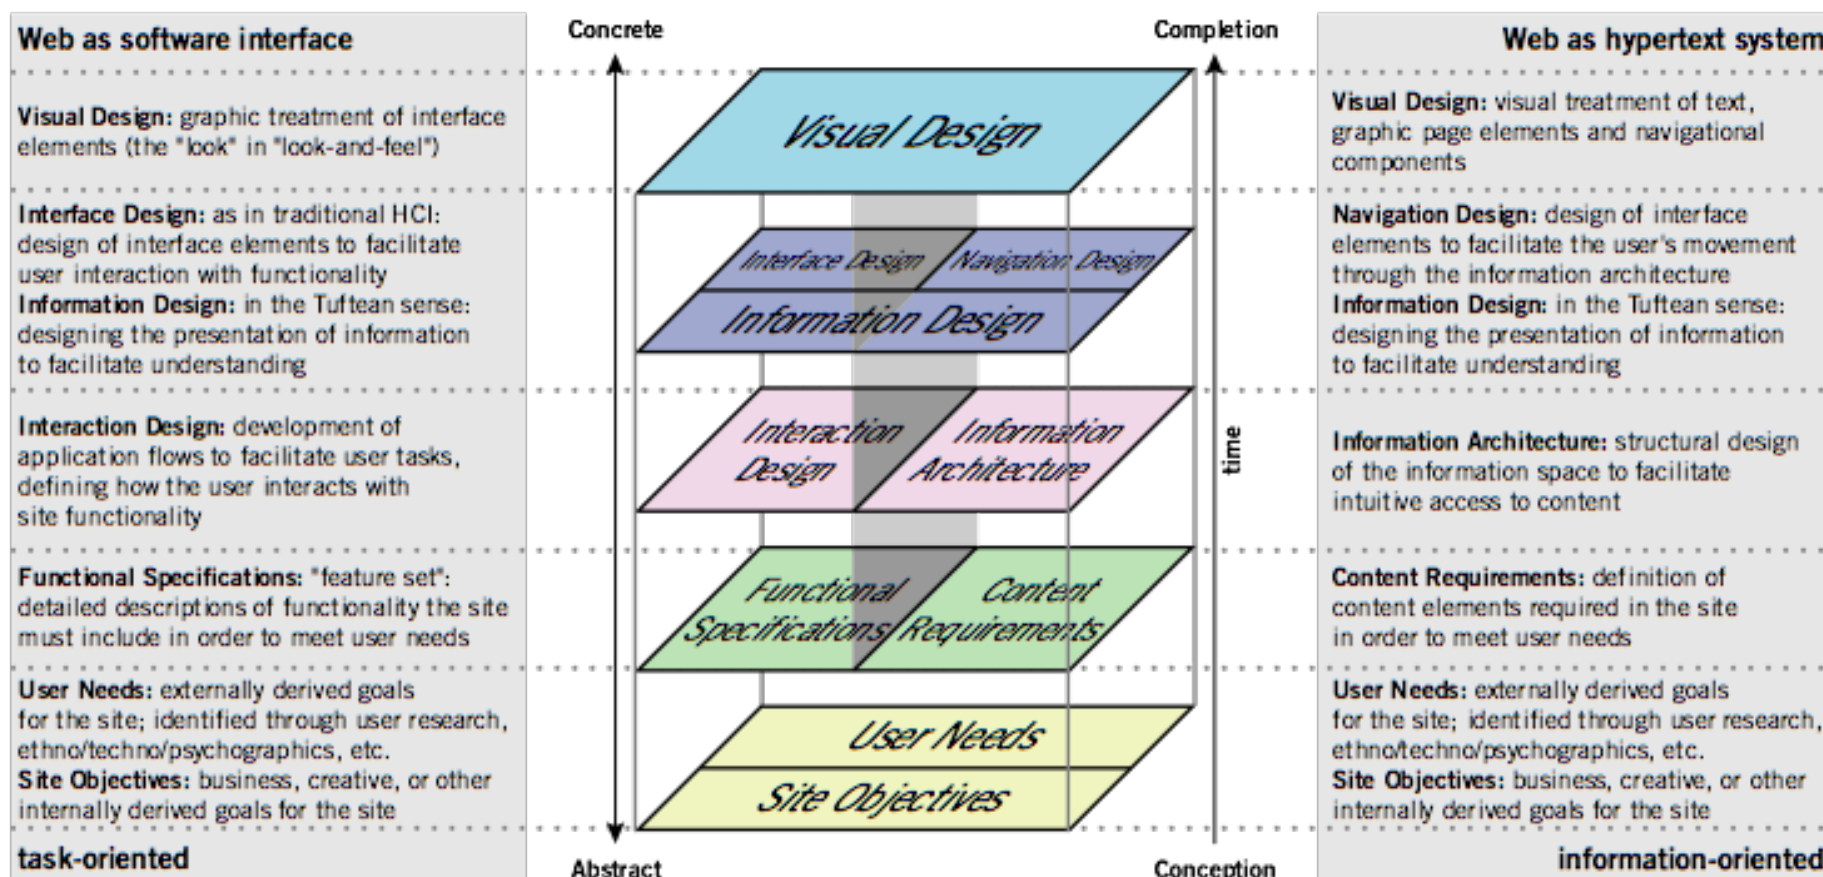 Web as software interface
Visual Design: graphic treatment of interface
elements (the "look" in "look-and-feel")
Interface Design: as in traditional HCI:
design of interface elements to facilitate
user interaction with functionality
Information Design: in the Tuftean sense:
designing the presentation of information
to facilitate understanding
Interaction Design: development of
application flows to facilitate user tasks,
defining how the user interacts with
site functionality
Functional Specifications: "feature set":
detailed descriptions of functionality the site
must include in order to meet user needs
User Needs: externally derived goals
for the site; identified through user research,
ethno/techno/psychographics, etc.
Site Objectives: business, creative, or other
internally derived goals for the site
task-oriented
Concrete
Completion
Visual Design
Interface Design
Navigation Design
Information Design
Interaction
Design
Information
Architecture
time
Functional
Specifications
Content
Requirements
User Needs
Site Objectives
Abstract
Conception
Web as hypertext system
Visual Design: visual treatment of text,
graphic page elements and navigational
components
Navigation Design: design of interface
elements to facilitate the user's movement
through the information architecture
Information Design: in the Tuftean sense:
designing the presentation of information
to facilitate understanding
Information Architecture: structural design
of the information space to facilitate
intuitive access to content
Content Requirements: definition of
content elements required in the site
in order to meet user needs
User Needs: externally derived goals
for the site; identified through user research,
ethno/techno/psychographics, etc.
Site Objectives: business, creative, or other
internally derived goals for the site
information-oriented